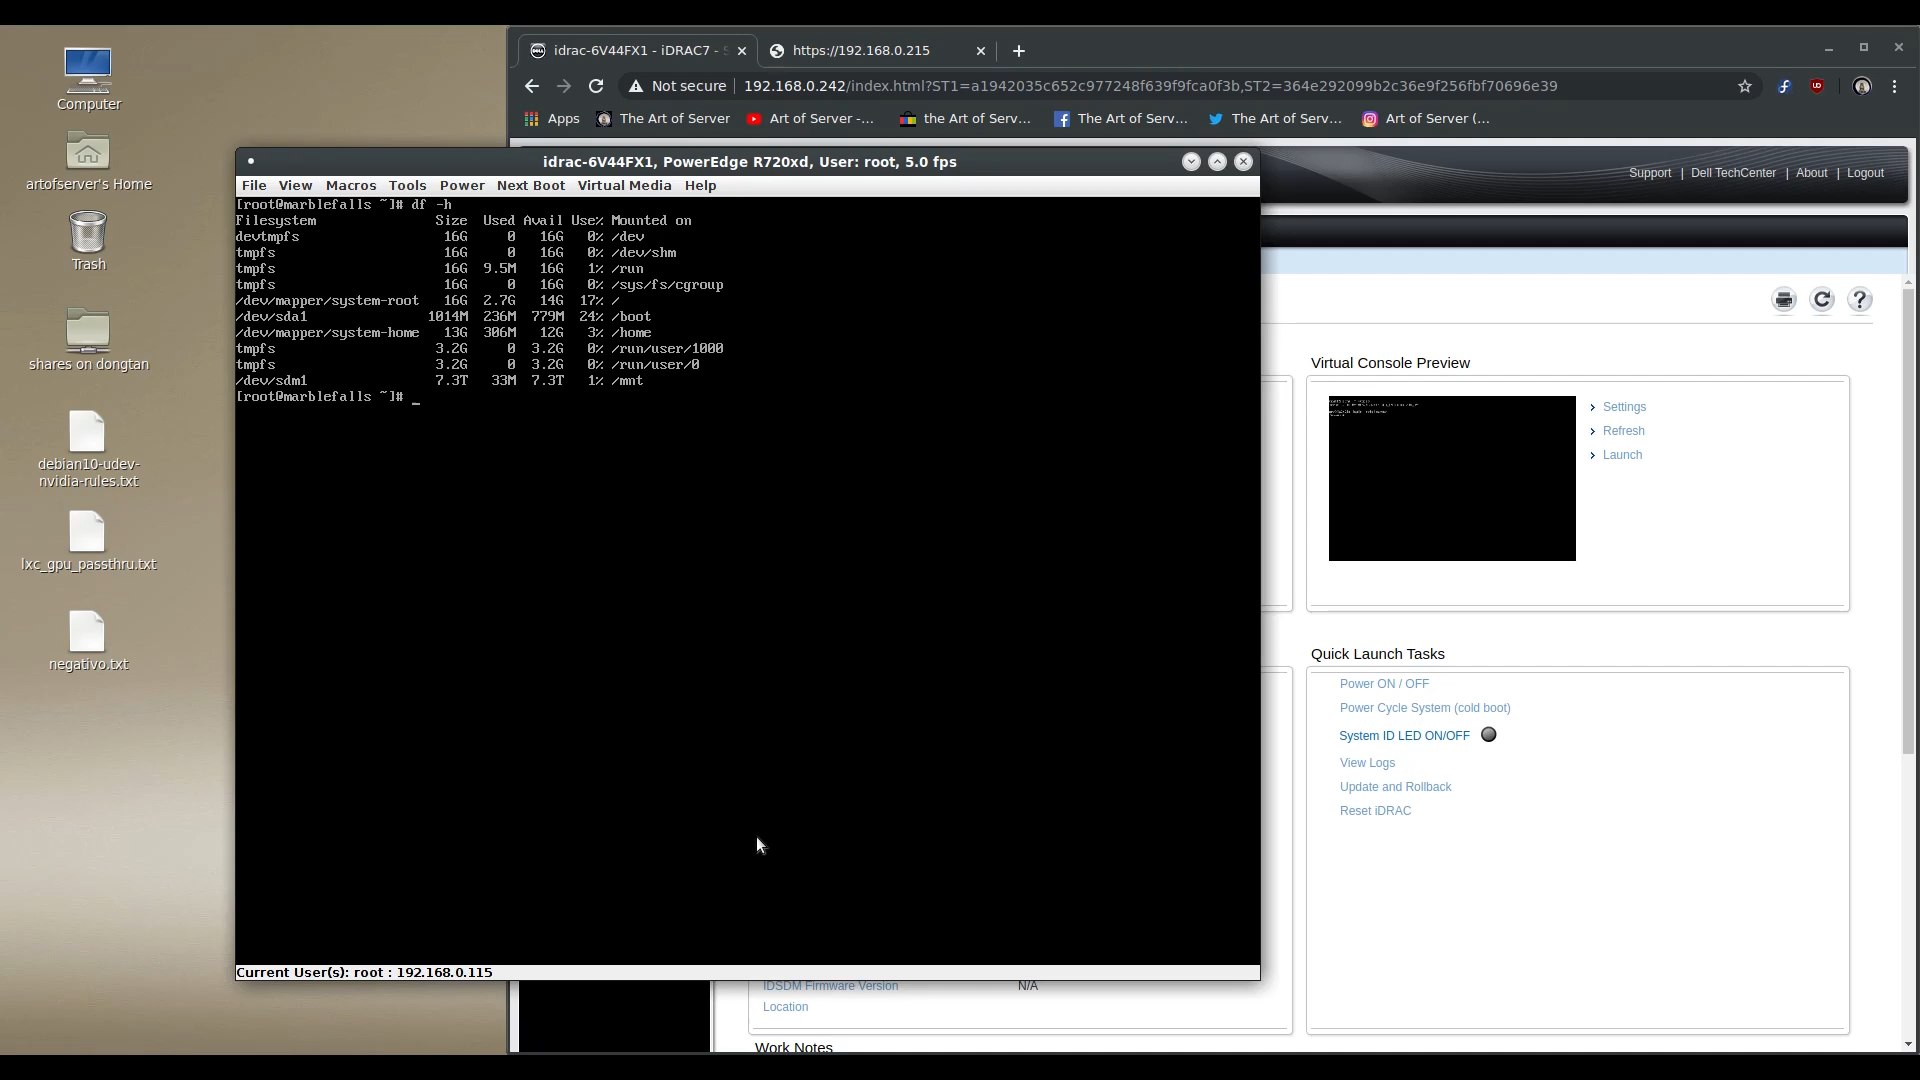 Computer
artofserver's Home
Trash
shares on dongtan
debian10-udev-
nvidia-rules.txt
lxc_gpu_passthru.txt
negativo.txt
idrac-6V44FX1 - iDRAC7 - S
https://192.168.0.215
Not secure
192.168.0.242/index.html?ST1=a1942035c652c977248f639f9fca0f3b,ST2=364e292099b2c36e9f256fbf70696e39
Apps
The Art of Server
Art of Server -...
the Art of Serv...
The Art of Serv...
The Art of Serv...
Art of Server (...
Support | Dell TechCenter | About | Logout
idrac-6V44FX1, PowerEdge R720xd, User: root, 5.0 fps
File View Macros Tools Power Next Boot Virtual Media Help
[root@marblefalls ~]# df -h
Filesystem Size Used Avail Use% Mounted on
devtmpfs 16G 0 16G 0% /dev
tmpfs 16G 0 16G 0% /dev/shm
tmpfs 16G 9.5M 16G 1% /run
tmpfs 16G 0 16G 0% /sys/fs/cgroup
/dev/mapper/system-root 16G 2.7G 14G 17% /
/dev/sda1 1014M 236M 779M 24% /boot
/dev/mapper/system-home 13G 306M 12G 3% /home
tmpfs 3.2G 0 3.2G 0% /run/user/1000
tmpfs 3.2G 0 3.2G 0% /run/user/0
/dev/sdm1 7.3T 33M 7.3T 1% /mnt
[root@marblefalls ~]# _
Current User(s): root : 192.168.0.115
Virtual Console Preview
Settings
Refresh
Launch
Quick Launch Tasks
Power ON / OFF
Power Cycle System (cold boot)
System ID LED ON/OFF
View Logs
Update and Rollback
Reset iDRAC
IDSDM Firmware Version N/A
Location
Work Notes